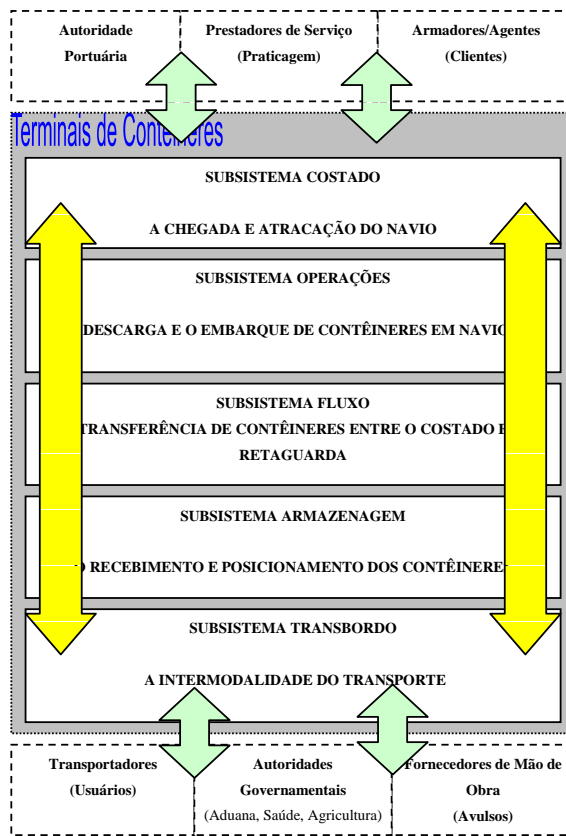 Autoridade
Portuária
Prestadores de Serviço
(Praticagem)
Armadores/Agentes
(Clientes)
Terminais de Contêineres
SUBSISTEMA COSTADO
A CHEGADA E ATRACAÇÃO DO NAVIO
SUBSISTEMA OPERAÇÕES
DESCARGA E O EMBARQUE DE CONTÊINERES EM NAVIO
SUBSISTEMA FLUXO
TRANSFERÊNCIA DE CONTÊINERES ENTRE O COSTADO E
RETAGUARDA
SUBSISTEMA ARMAZENAGEM
O RECEBIMENTO E POSICIONAMENTO DOS CONTÊINERE
SUBSISTEMA TRANSBORDO
A INTERMODALIDADE DO TRANSPORTE
Transportadores
(Usuários)
Autoridades
Governamentais
(Aduana, Saúde, Agricultura)
Fornecedores de Mão de
Obra
(Avulsos)